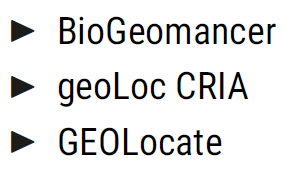 ► BioGeomancer
► geoLoc CRIA
► GEOLocate